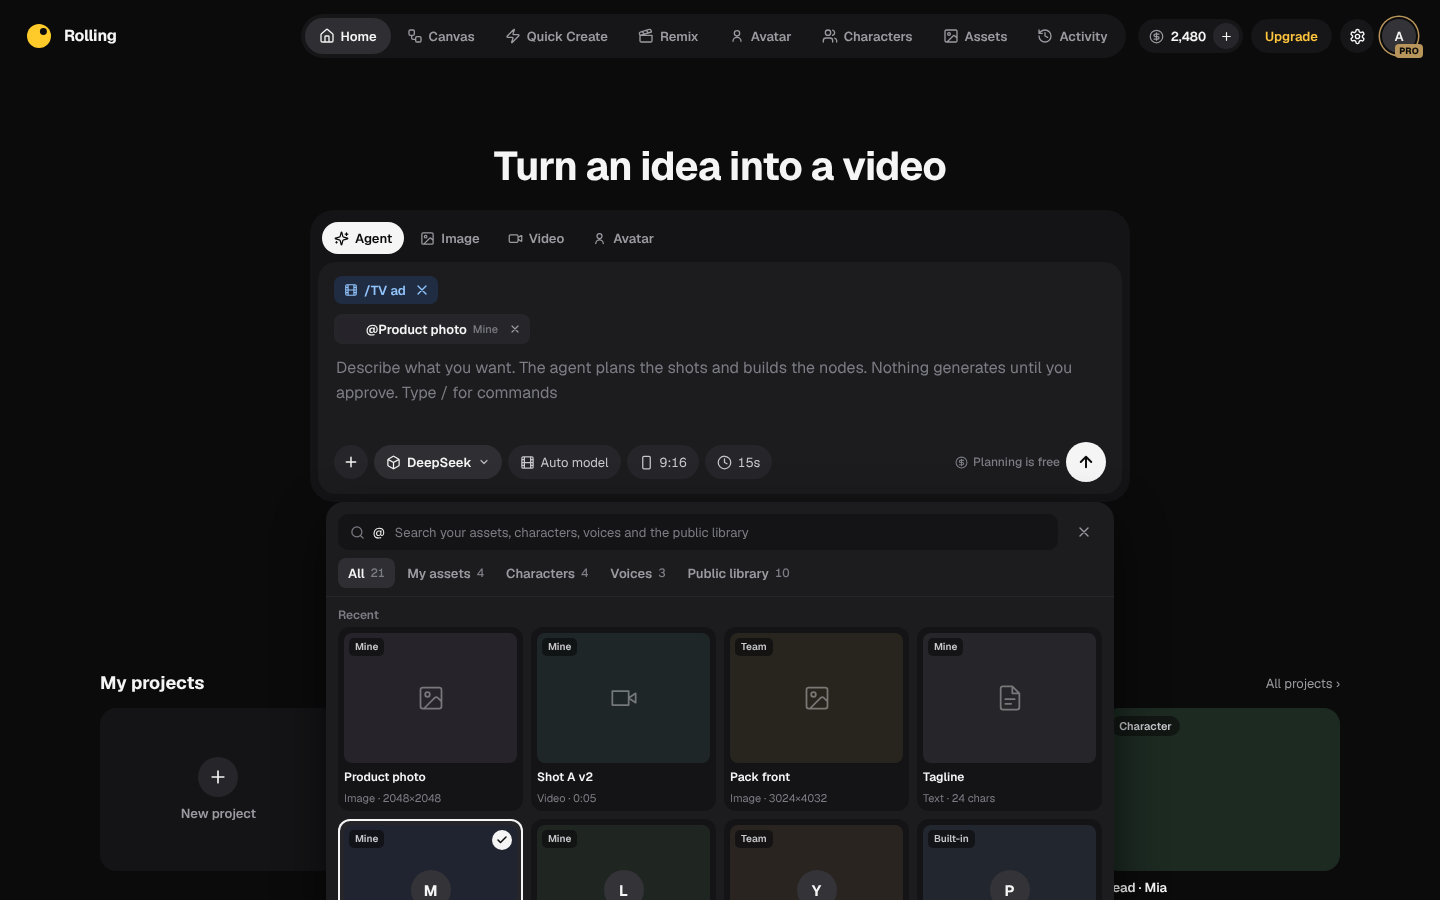 Rolling
Home
Canvas
Quick Create
Remix
Avatar
Characters
Assets
Activity
2,480
Upgrade
A
PRO
Turn an idea into a video
Agent
Image
Video
Avatar
/TV ad
@Product photo Mine
Describe what you want. The agent plans the shots and builds the nodes. Nothing generates until you
approve. Type / for commands
DeepSeek
Auto model
9:16
15s
Planning is free
@ Search your assets, characters, voices and the public library
All 21
My assets 4
Characters 4
Voices 3
Public library 10
Recent
Mine
Mine
Team
Mine
Product photo
Shot A v2
Pack front
Tagline
Image · 2048×2048
Video · 0:05
Image · 3024×4032
Text · 24 chars
Mine
Mine
Team
Built-in
M
L
Y
P
My projects
All projects ›
New project
Character
ead · Mia